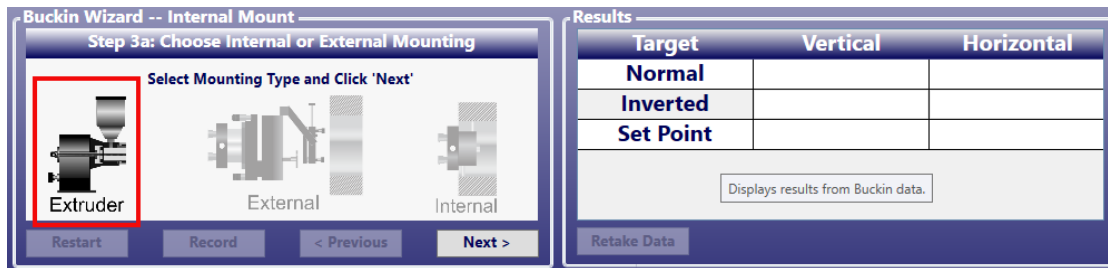 Buckin Wizard -- Internal Mount
Step 3a: Choose Internal or External Mounting
Select Mounting Type and Click 'Next'
Extruder
External
Internal
Restart
Record
< Previous
Next >
Results
Target Vertical Horizontal
Normal
Inverted
Set Point
Displays results from Buckin data.
Retake Data